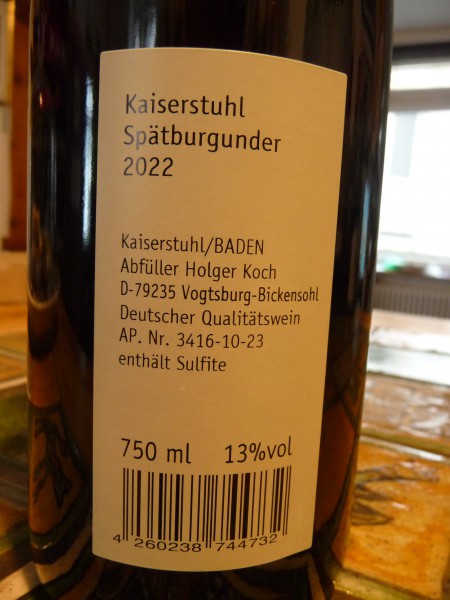 Kaiserstuhl
Spätburgunder
2022
Kaiserstuhl/BADEN
Abfüller Holger Koch
D-79235 Vogtsburg-Bickensohl
Deutscher Qualitätswein
AP. Nr. 3416-10-23
enthält Sulfite
750 ml 13%vol
4 260238 744732